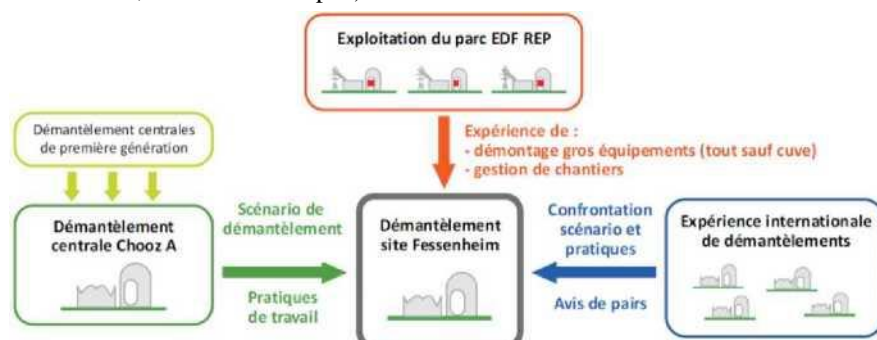 Exploitation du parc EDF REP
Démantèlement centrales
de première génération
Expérience de :
- démontage gros équipements (tout sauf cuve)
- gestion de chantiers
Démantèlement
centrale Chooz A
Scénario de
démantèlement
Pratiques
de travail
Démantèlement
site Fessenheim
Confrontation
scénario et
pratiques
Avis de pairs
Expérience internationale
de démantèlements